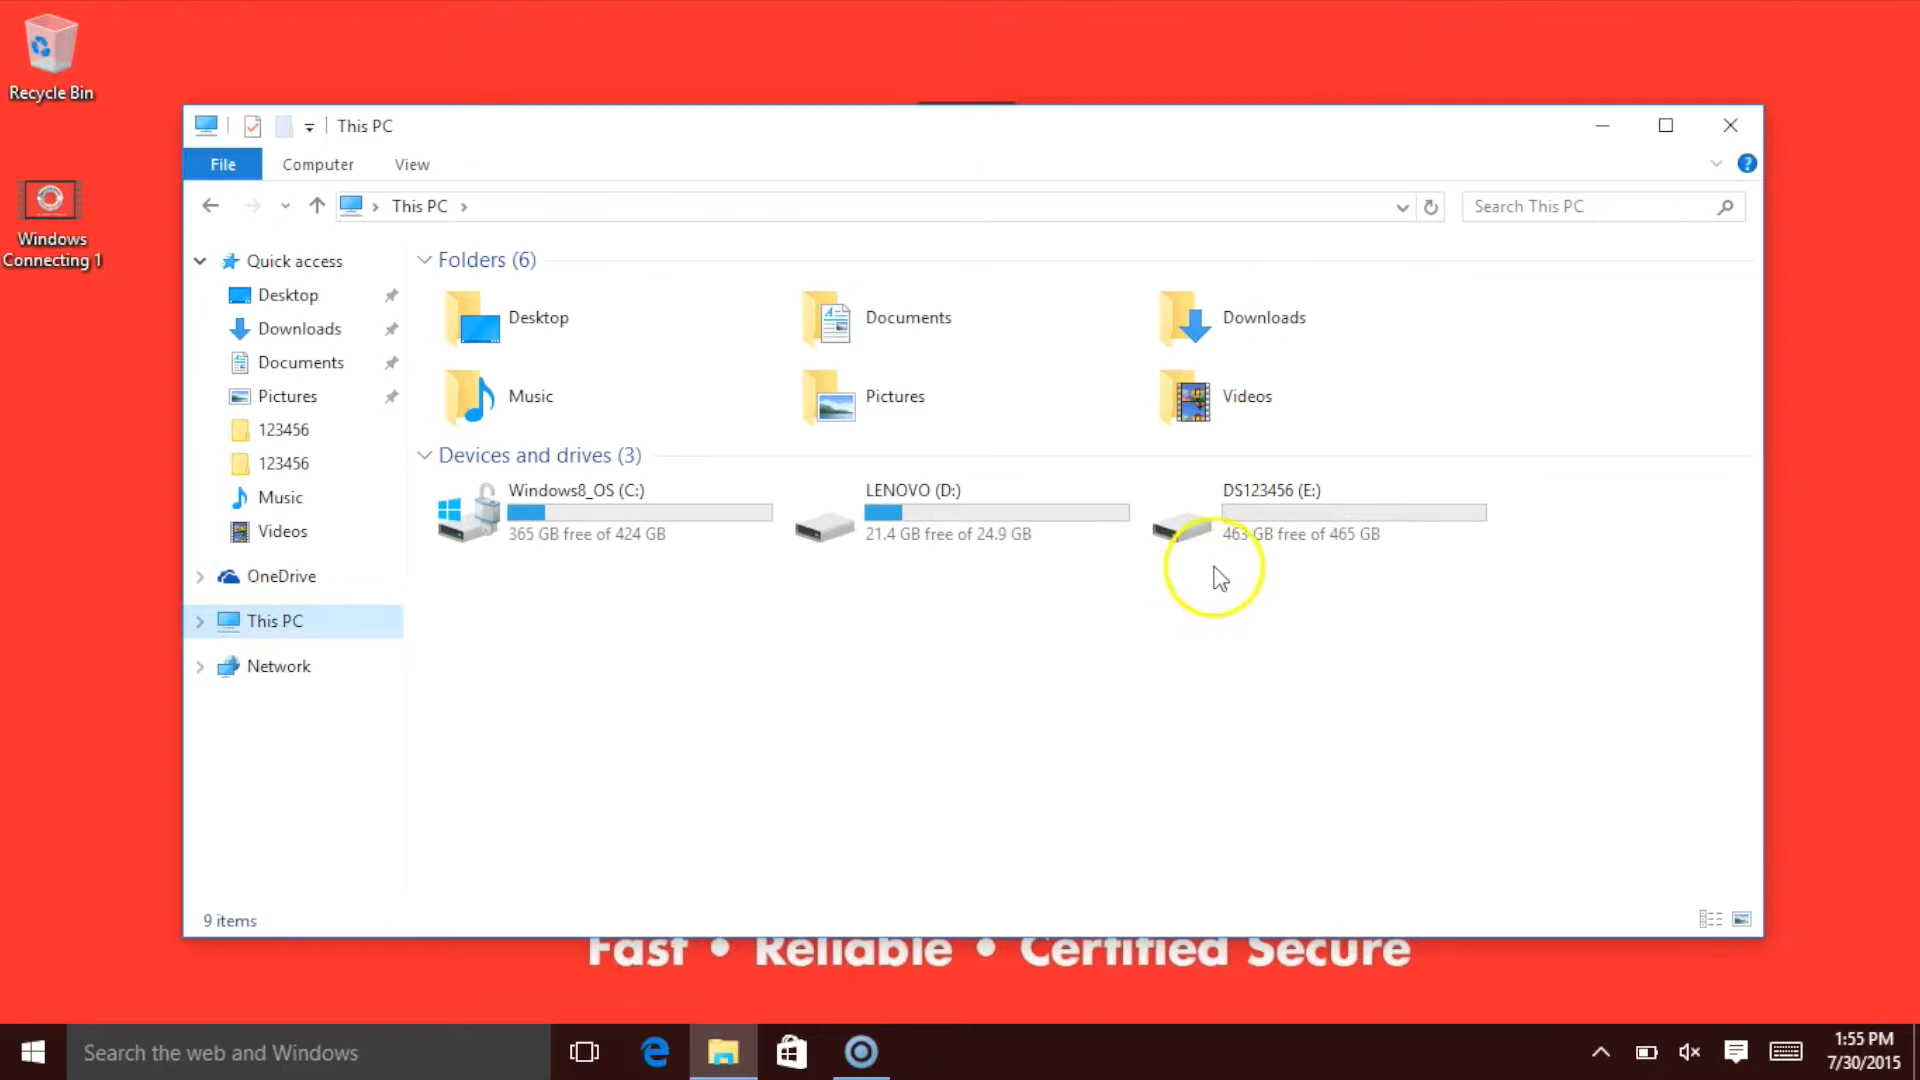 Recycle Bin
Windows
Connecting 1
This PC
File
Computer
View
This PC
Search This PC
Quick access
Desktop
Downloads
Documents
Pictures
123456
123456
Music
Videos
OneDrive
This PC
Network
Folders (6)
Desktop
Documents
Downloads
Music
Pictures
Videos
Devices and drives (3)
Windows8_OS (C:)
365 GB free of 424 GB
LENOVO (D:)
21.4 GB free of 24.9 GB
DS123456 (E:)
463 GB free of 465 GB
9 items
Fast • Reliable • Certified Secure
Search the web and Windows
1:55 PM
7/30/2015